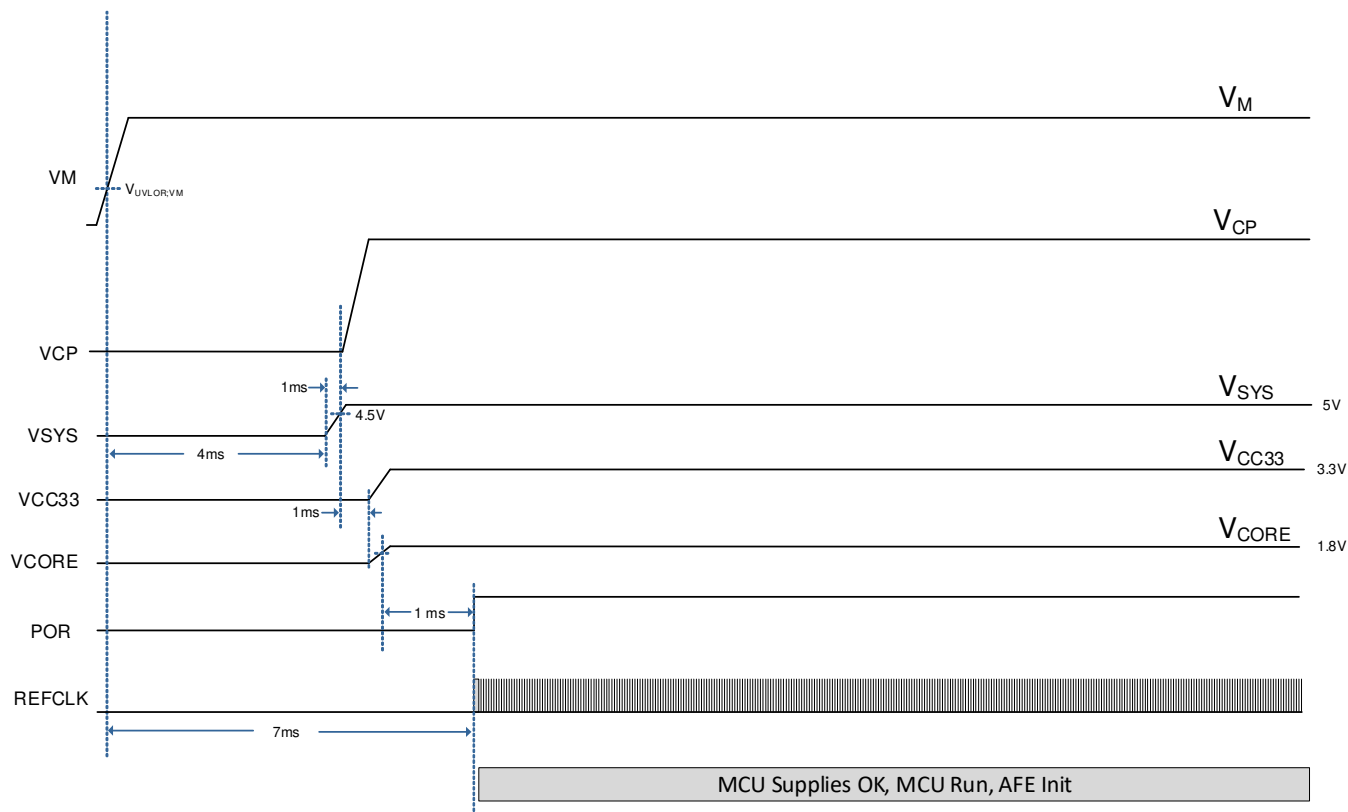 V_M
VM
V_UVLOR;VM
V_CP
VCP
1ms
V_SYS
4.5V
5V
VSYS
4ms
V_CC33
3.3V
VCC33
1ms
V_CORE
1.8V
VCORE
1 ms
POR
REFCLK
7ms
MCU Supplies OK, MCU Run, AFE Init